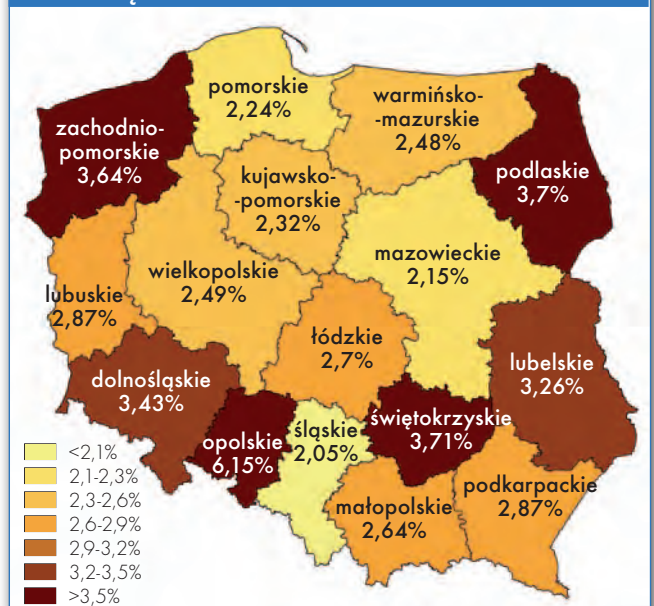 pomorskie
2,24%
warmińsko-
-mazurskie
2,48%
zachodnio-
pomorskie
3,64%
podlaskie
3,7%
kujawsko-
-pomorskie
2,32%
mazowieckie
2,15%
wielkopolskie
2,49%
lubuskie
2,87%
łódzkie
2,7%
lubelskie
3,26%
dolnośląskie
3,43%
świętokrzyskie
3,71%
opolskie
6,15%
śląskie
2,05%
małopolskie
2,64%
podkarpackie
2,87%
<2,1%
2,1-2,3%
2,3-2,6%
2,6-2,9%
2,9-3,2%
3,2-3,5%
>3,5%